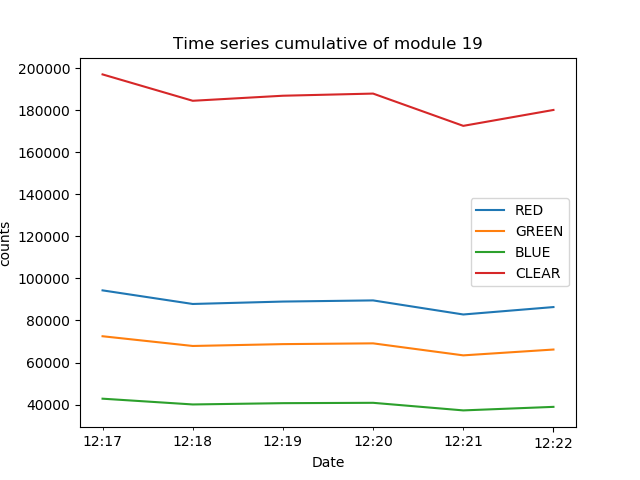 Time series cumulative of module 19
200000
180000
160000
140000
120000
100000
80000
60000
40000
counts
RED
GREEN
BLUE
CLEAR
12:17 12:18 12:19 12:20 12:21 12:22
Date